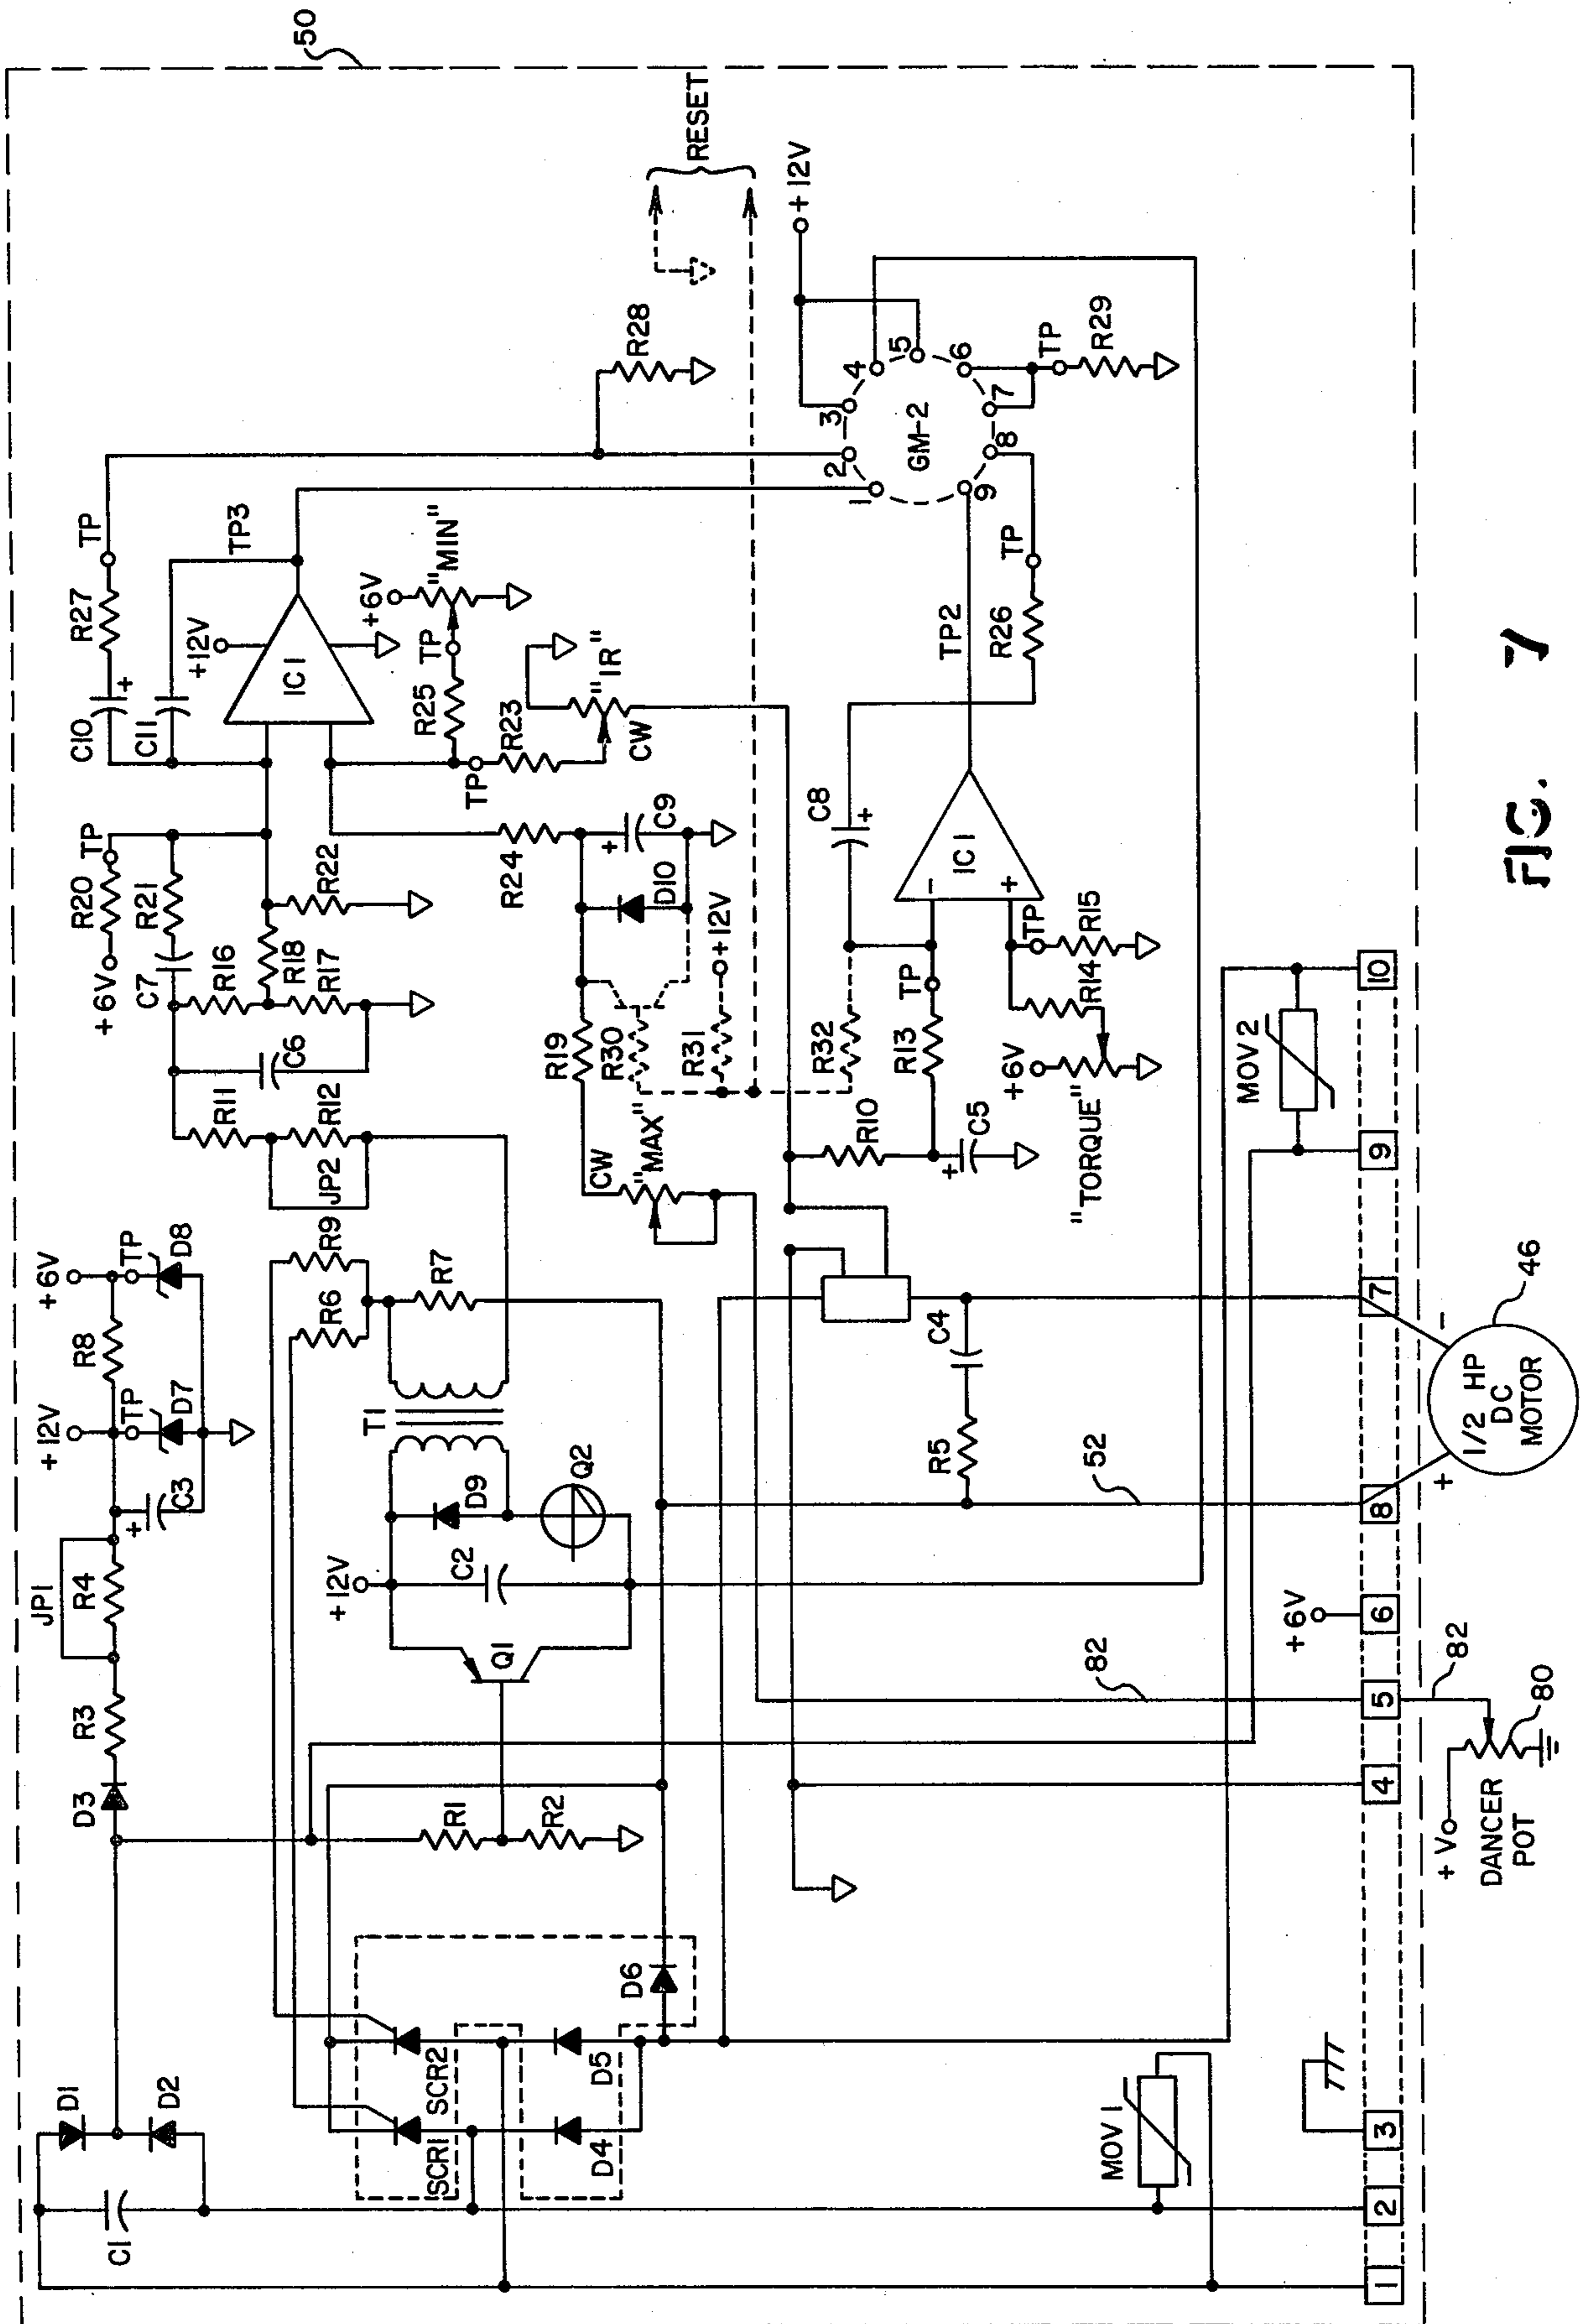 50
RESET
+12V
R28
TP
R29
GM-2
1
2
3
4
5
6
7
8
9
TP
TP3
"MIN"
R27
+12V
+6V
IC1
TP
"IR"
C10
C11
R25
R23
CW
TP
TP2
TP
R26
R20
TP
R21
R22
+6V
C7
R16
R18
R17
C6
R24
C9
D10
+12V
C8
IC1
-
+
TP
R15
R14
TP
R13
+6V
"TORQUE"
R11
R12
JP2
R19
R30
R31
R32
CW
"MAX"
R10
C5
MOV 2
+6V
TP
D8
R8
R9
R6
R7
+12V
TP
D7
C3
T1
D9
Q2
JP1
R4
+12V
C2
Q1
R3
D3
R1
R2
C4
R5
52
82
+6V
D1
D2
C1
SCR1
SCR2
D4
D5
D6
MOV 1
1
2
3
4
5
6
8
7
9
10
82
80
+V
DANCER
POT
+
-
1/2 HP
DC
MOTOR
46
FIG. 7